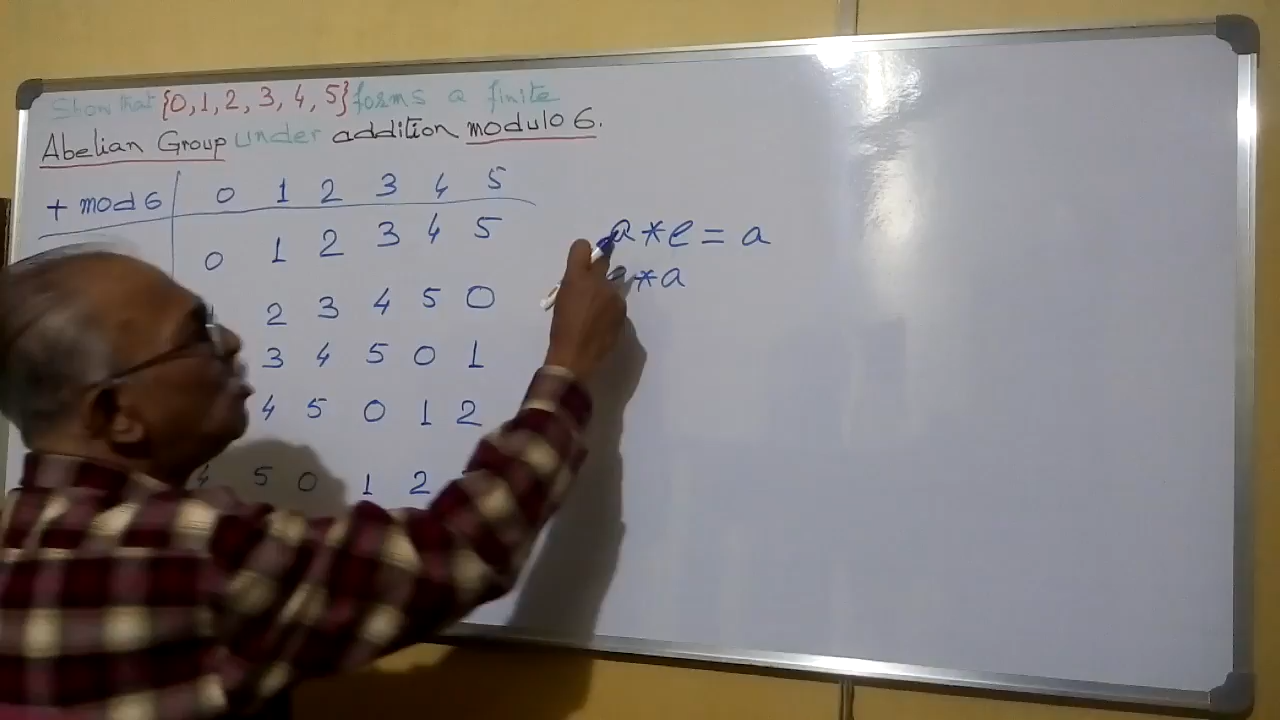 Show that {0, 1, 2, 3, 4, 5} forms a finite
Abelian Group under addition modulo 6.
+ mod 6 0 1 2 3 4 5
0 1 2 3 4 5
2 3 4 5 0
3 4 5 0 1
4 5 0 1 2
4 5 0 1 2
a * e = a
a * a